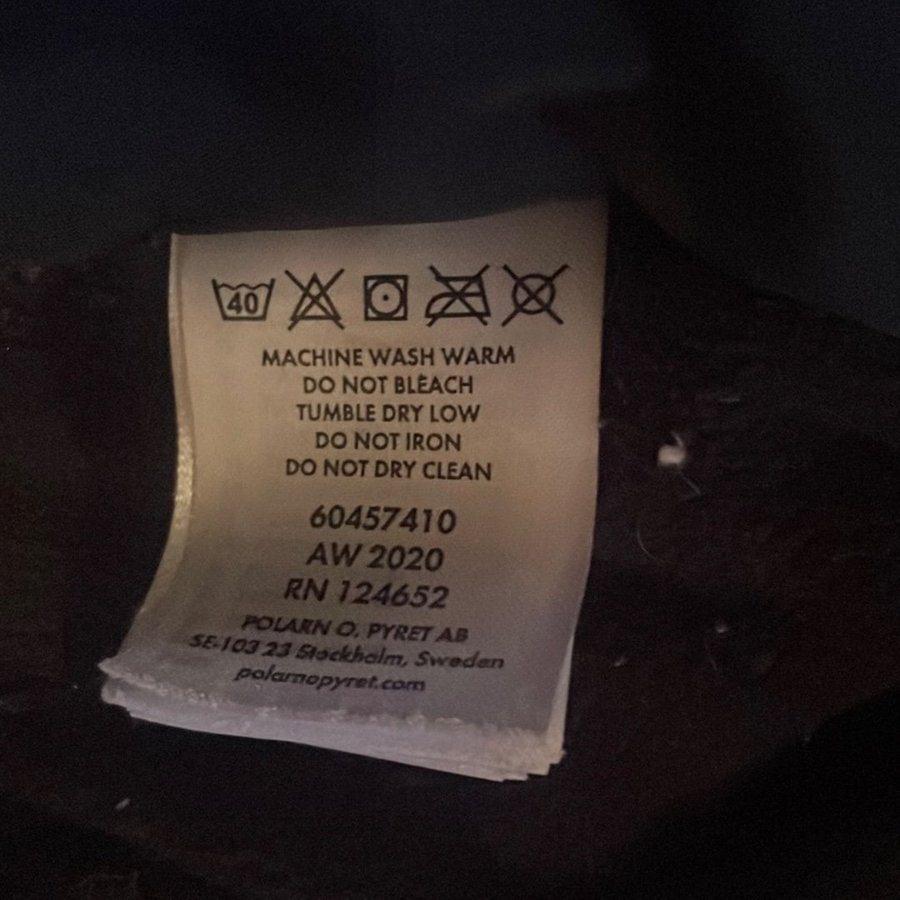 40
MACHINE WASH WARM
DO NOT BLEACH
TUMBLE DRY LOW
DO NOT IRON
DO NOT DRY CLEAN
60457410
AW 2020
RN 124652
POLARN O. PYRET AB
SE-103 23 Stockholm, Sweden
polarnopyret.com